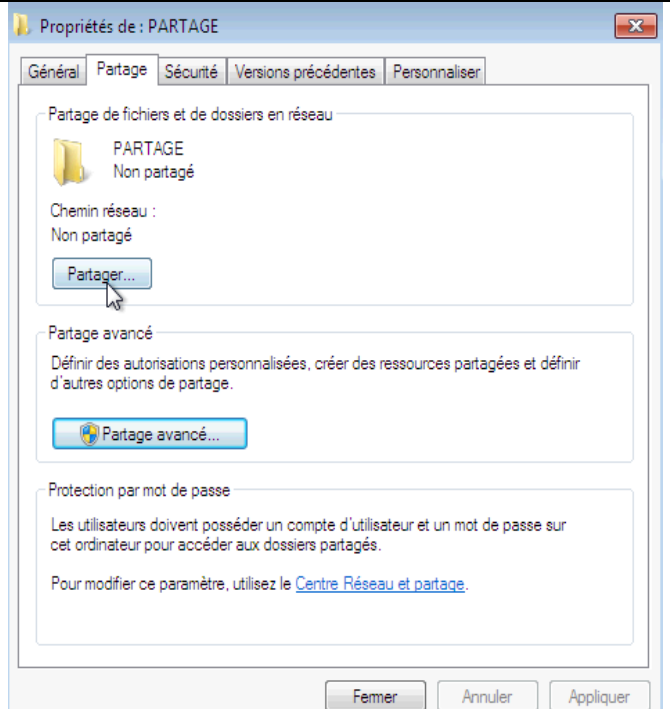 Propriétés de : PARTAGE
Général Partage Sécurité Versions précédentes Personnaliser
Partage de fichiers et de dossiers en réseau
PARTAGE
Non partagé
Chemin réseau :
Non partagé
Partager...
Partage avancé
Définir des autorisations personnalisées, créer des ressources partagées et définir
d'autres options de partage.
Partage avancé...
Protection par mot de passe
Les utilisateurs doivent posséder un compte d'utilisateur et un mot de passe sur
cet ordinateur pour accéder aux dossiers partagés.
Pour modifier ce paramètre, utilisez le Centre Réseau et partage.
Fermer Annuler Appliquer